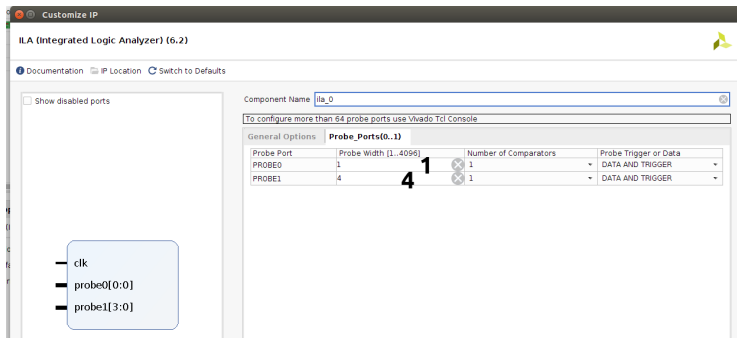 Customize IP
ILA (Integrated Logic Analyzer) (6.2)
Documentation IP Location Switch to Defaults
Show disabled ports
Component Name ila_0
To configure more than 64 probe ports use Vivado Tcl Console
General Options Probe_Ports(0..1)
Probe Port Probe Width [1..4096] Number of Comparators Probe Trigger or Data
PROBE0 1 1 1 DATA AND TRIGGER
PROBE1 4 4 1 DATA AND TRIGGER
clk
probe0[0:0]
probe1[3:0]